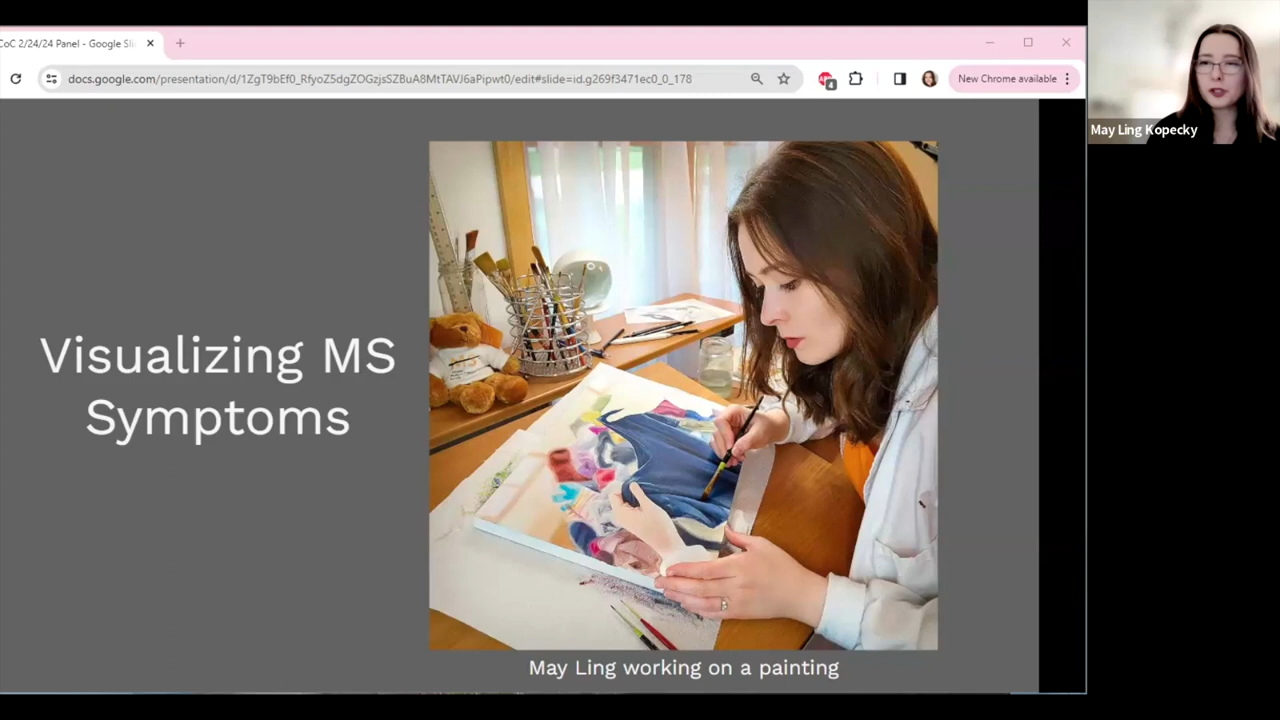 CoC 2/24/24 Panel - Google Sli
docs.google.com/presentation/d/1ZgT9bEf0_RfyoZ5dgZOGzjsSZBuA8MtTAVJ6aPipwt0/edit#slide=id.g269f3471ec0_0_178
4
New Chrome available
May Ling Kopecky
Visualizing MS
Symptoms
May Ling working on a painting